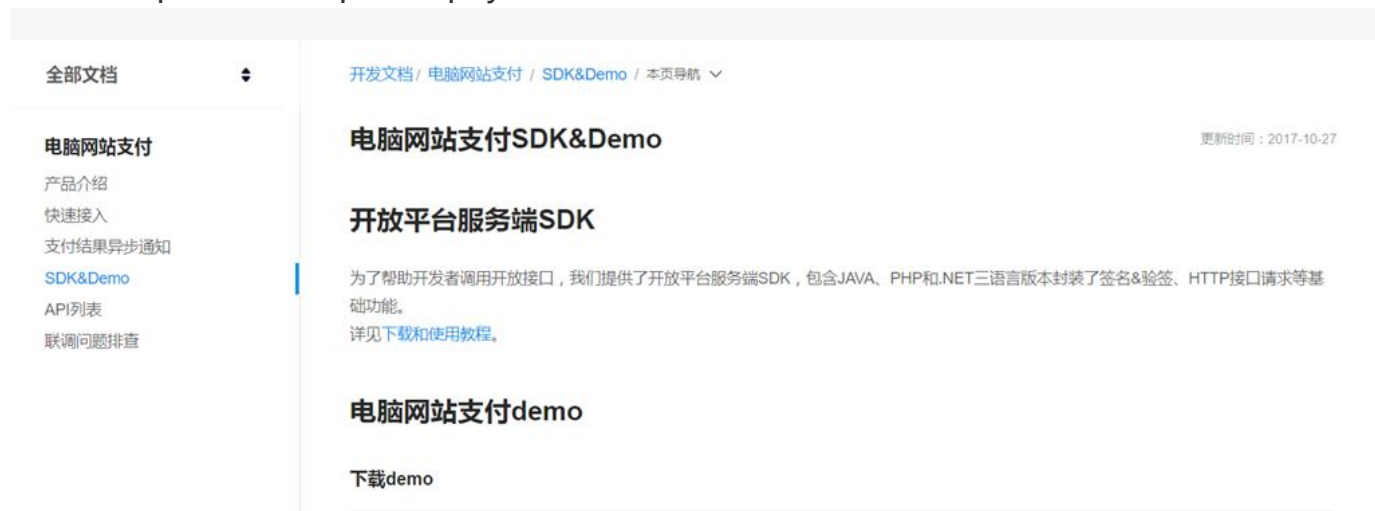 全部文档
开发文档/ 电脑网站支付 / SDK&Demo / 本页导航
电脑网站支付
产品介绍
快速接入
支付结果异步通知
SDK&Demo
API列表
联调问题排查
电脑网站支付SDK&Demo
更新时间：2017-10-27
开放平台服务端SDK
为了帮助开发者调用开放接口，我们提供了开放平台服务端SDK，包含JAVA、PHP和.NET三语言版本封装了签名&验签、HTTP接口请求等基
础功能。
详见下载和使用教程。
电脑网站支付demo
下载demo